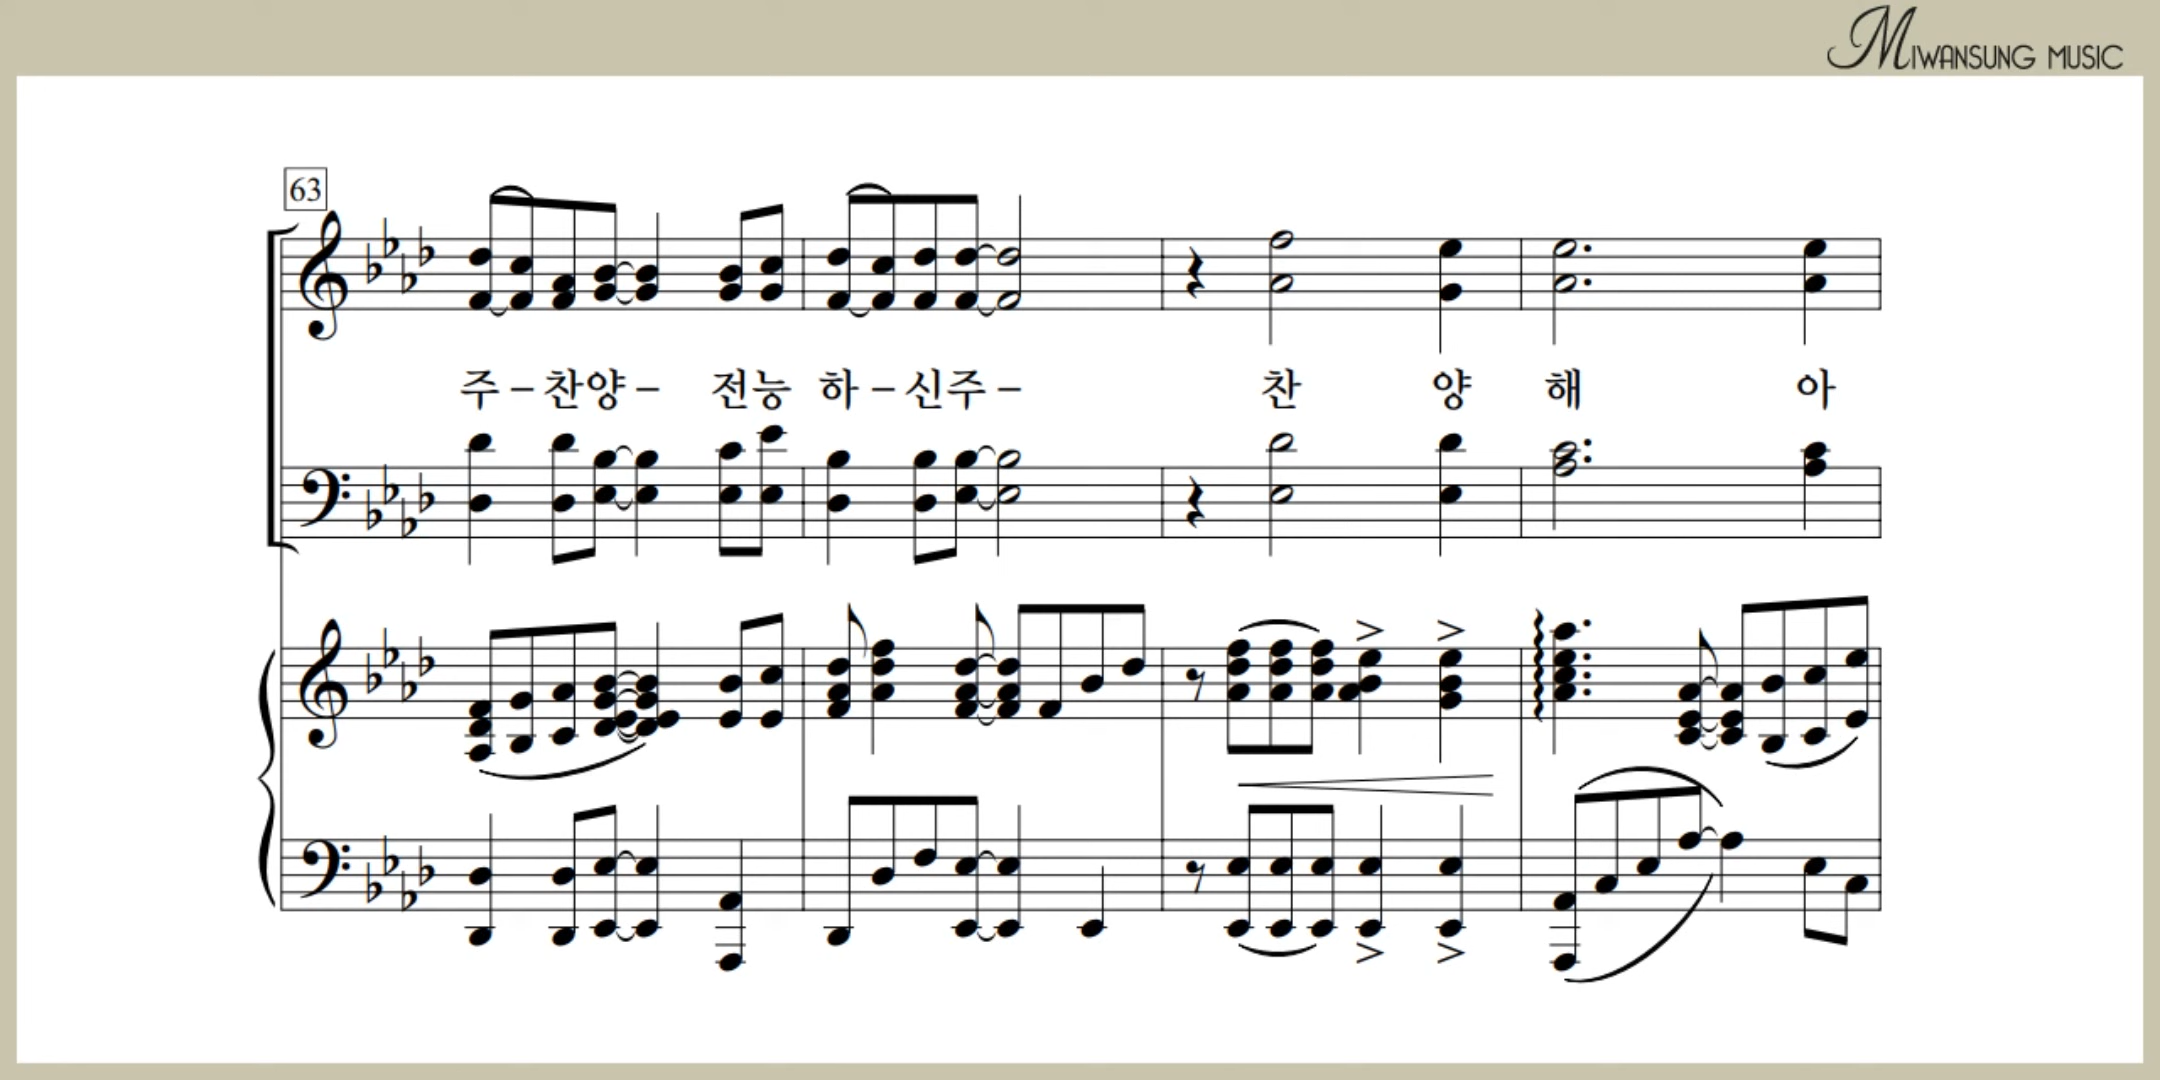 MIWANSUNG MUSIC
63
주 – 찬양 – 전능 하 – 신주 – 찬 양 해 아